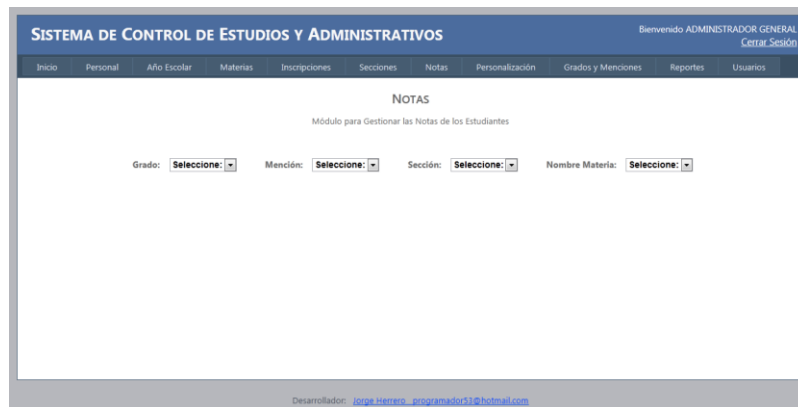 SISTEMA DE CONTROL DE ESTUDIOS Y ADMINISTRATIVOS
Bienvenido ADMINISTRADOR GENERAL
Cerrar Sesión
Inicio Personal Año Escolar Materias Inscripciones Secciones Notas Personalización Grados y Menciones Reportes Usuarios
NOTAS
Módulo para Gestionar las Notas de los Estudiantes
Grado: Seleccione: Mención: Seleccione: Sección: Seleccione: Nombre Materia: Seleccione:
Desarrollador: Jorge Herrero programador53@hotmail.com